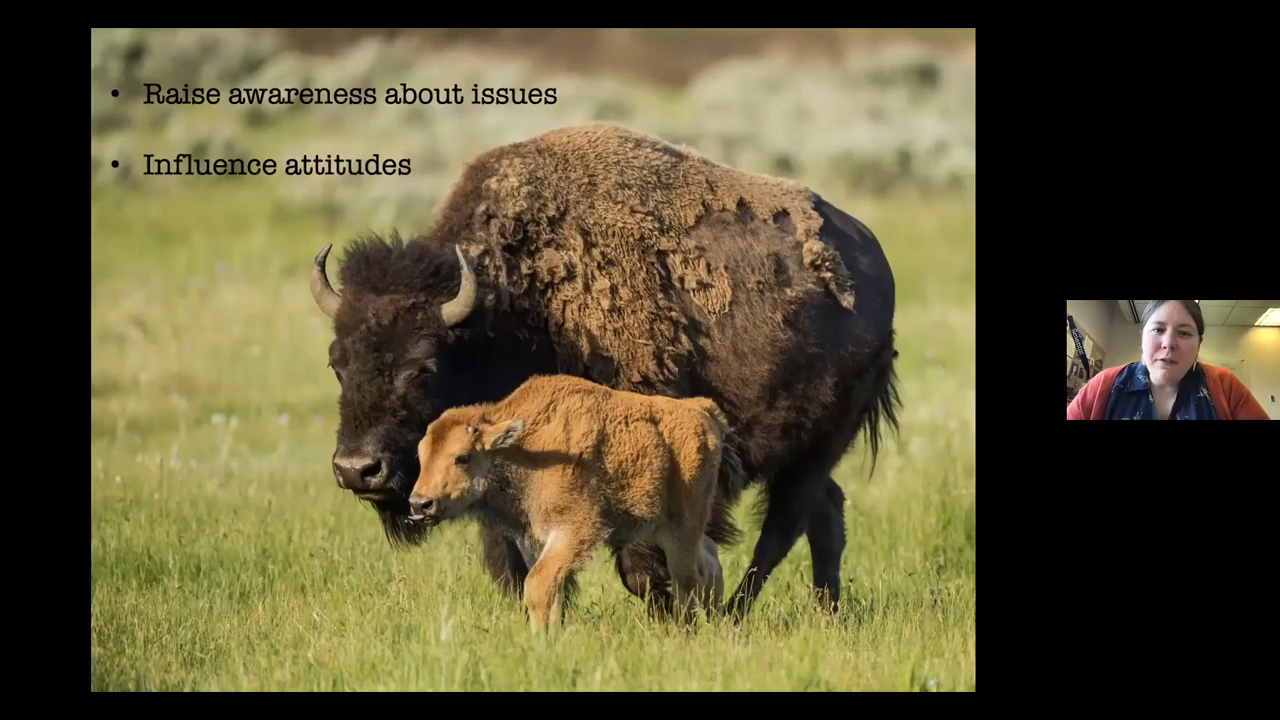 • Raise awareness about issues
• Influence attitudes